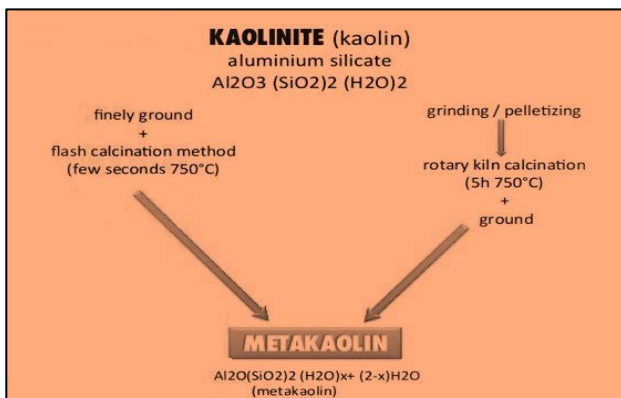 KAOLINITE (kaolin)
aluminium silicate
Al2O3 (SiO2)2 (H2O)2
finely ground
+
flash calcination method
(few seconds 750°C)
grinding / pelletizing
rotary kiln calcination
(5h 750°C)
+
ground
METAKAOLIN
Al2O(SiO2)2 (H2O)x+ (2-x)H2O
(metakaolin)